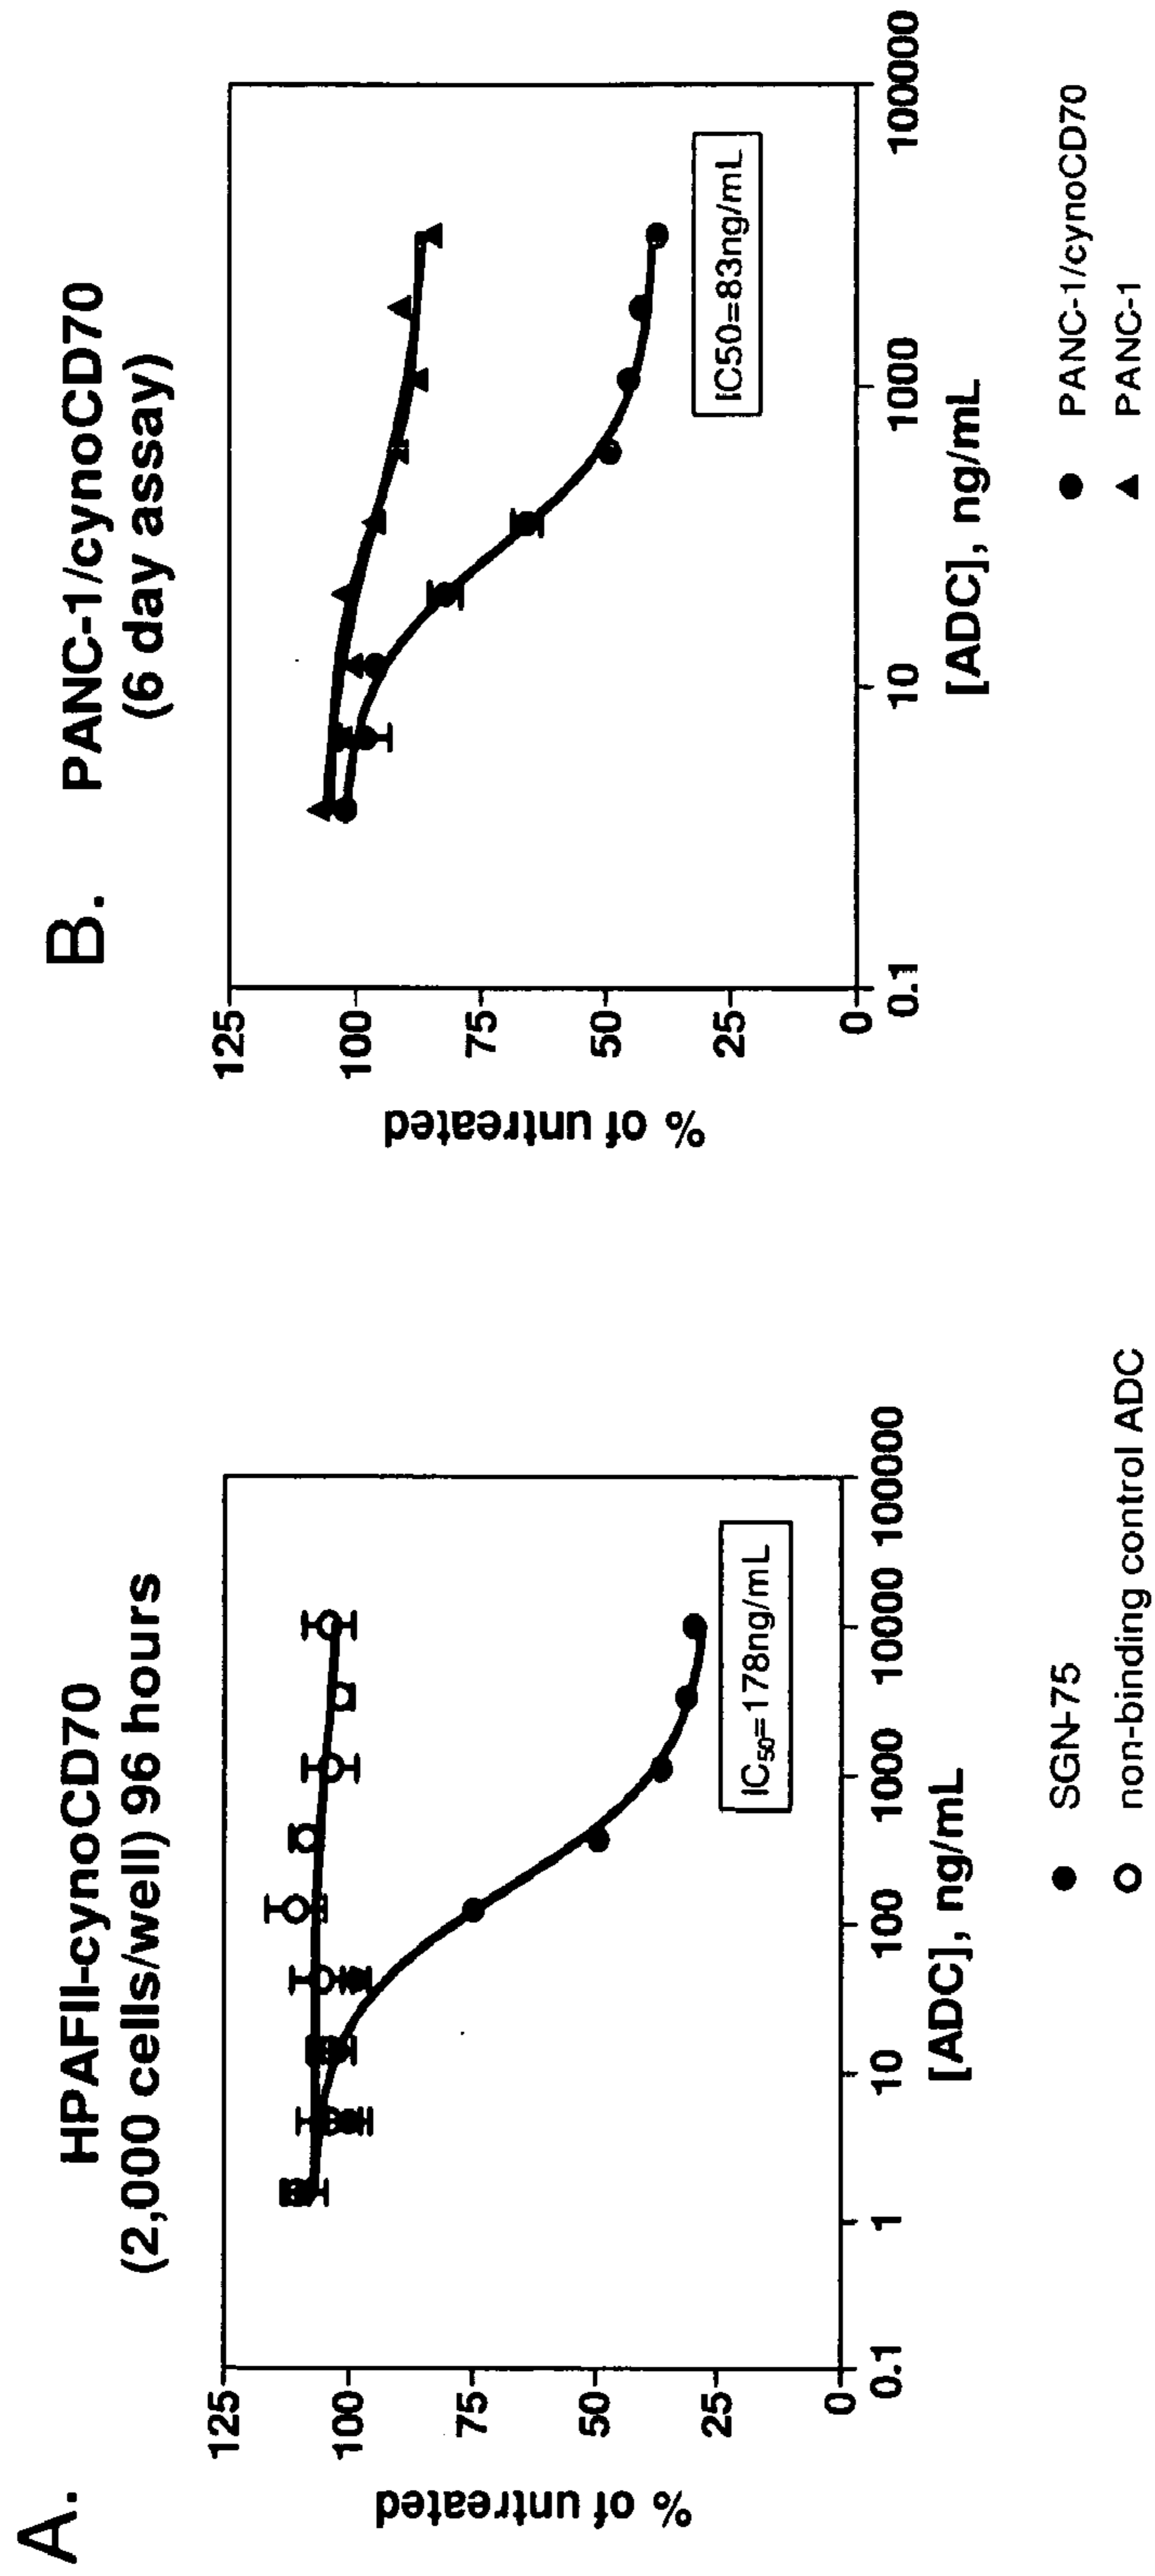 A.
HPAFII-cynoCD70
(2,000 cells/well) 96 hours
% of untreated
125
100
75
50
25
0
0.1
1
10
100
1000
10000
100000
[ADC], ng/mL
IC₅₀=178ng/mL
SGN-75
non-binding control ADC
B.
PANC-1/cynoCD70
(6 day assay)
% of untreated
125
100
75
50
25
0
0.1
10
1000
100000
[ADC], ng/mL
IC50=83ng/mL
PANC-1/cynoCD70
PANC-1